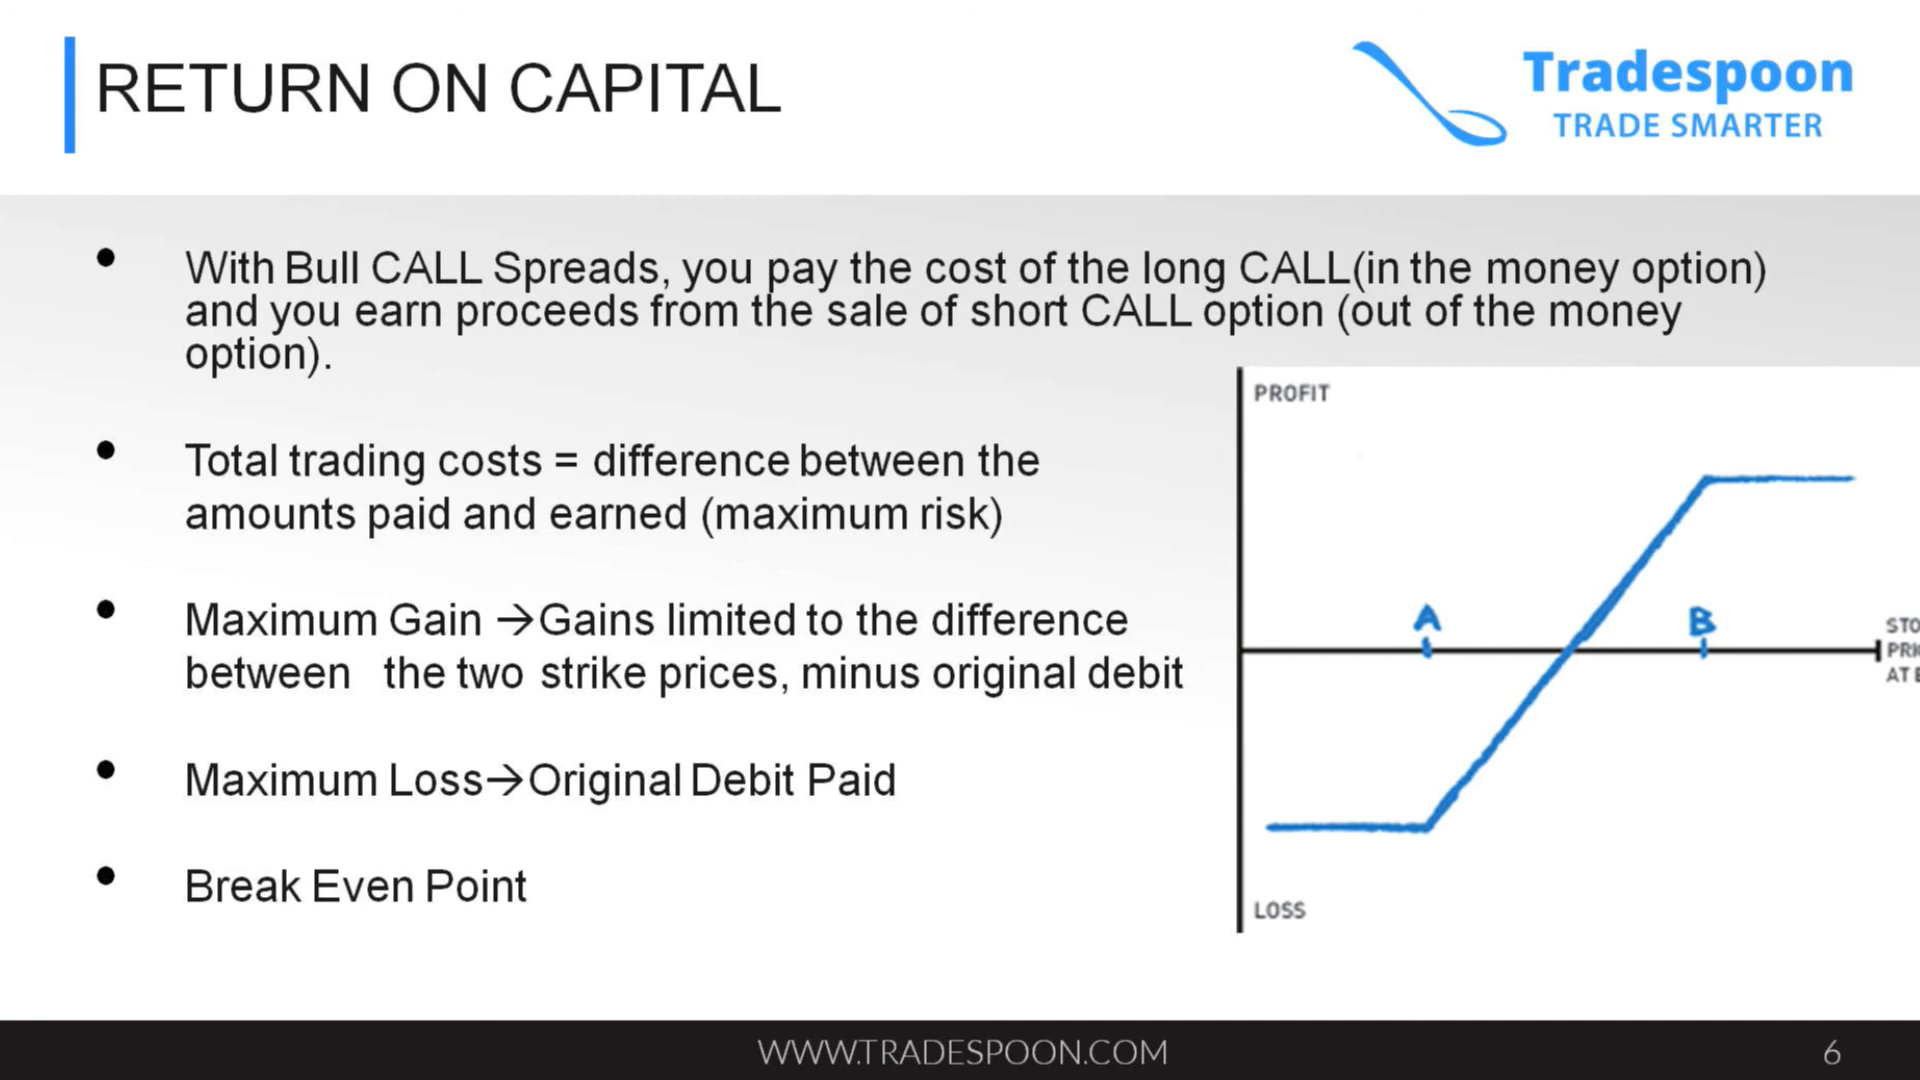 RETURN ON CAPITAL
Tradespoon
TRADE SMARTER
• With Bull CALL Spreads, you pay the cost of the long CALL(in the money option)
and you earn proceeds from the sale of short CALL option (out of the money
option).
• Total trading costs = difference between the
amounts paid and earned (maximum risk)
• Maximum Gain →Gains limited to the difference
between the two strike prices, minus original debit
• Maximum Loss→Original Debit Paid
• Break Even Point
PROFIT
A
B
STO
PRI
AT E
LOSS
WWW.TRADESPOON.COM
6